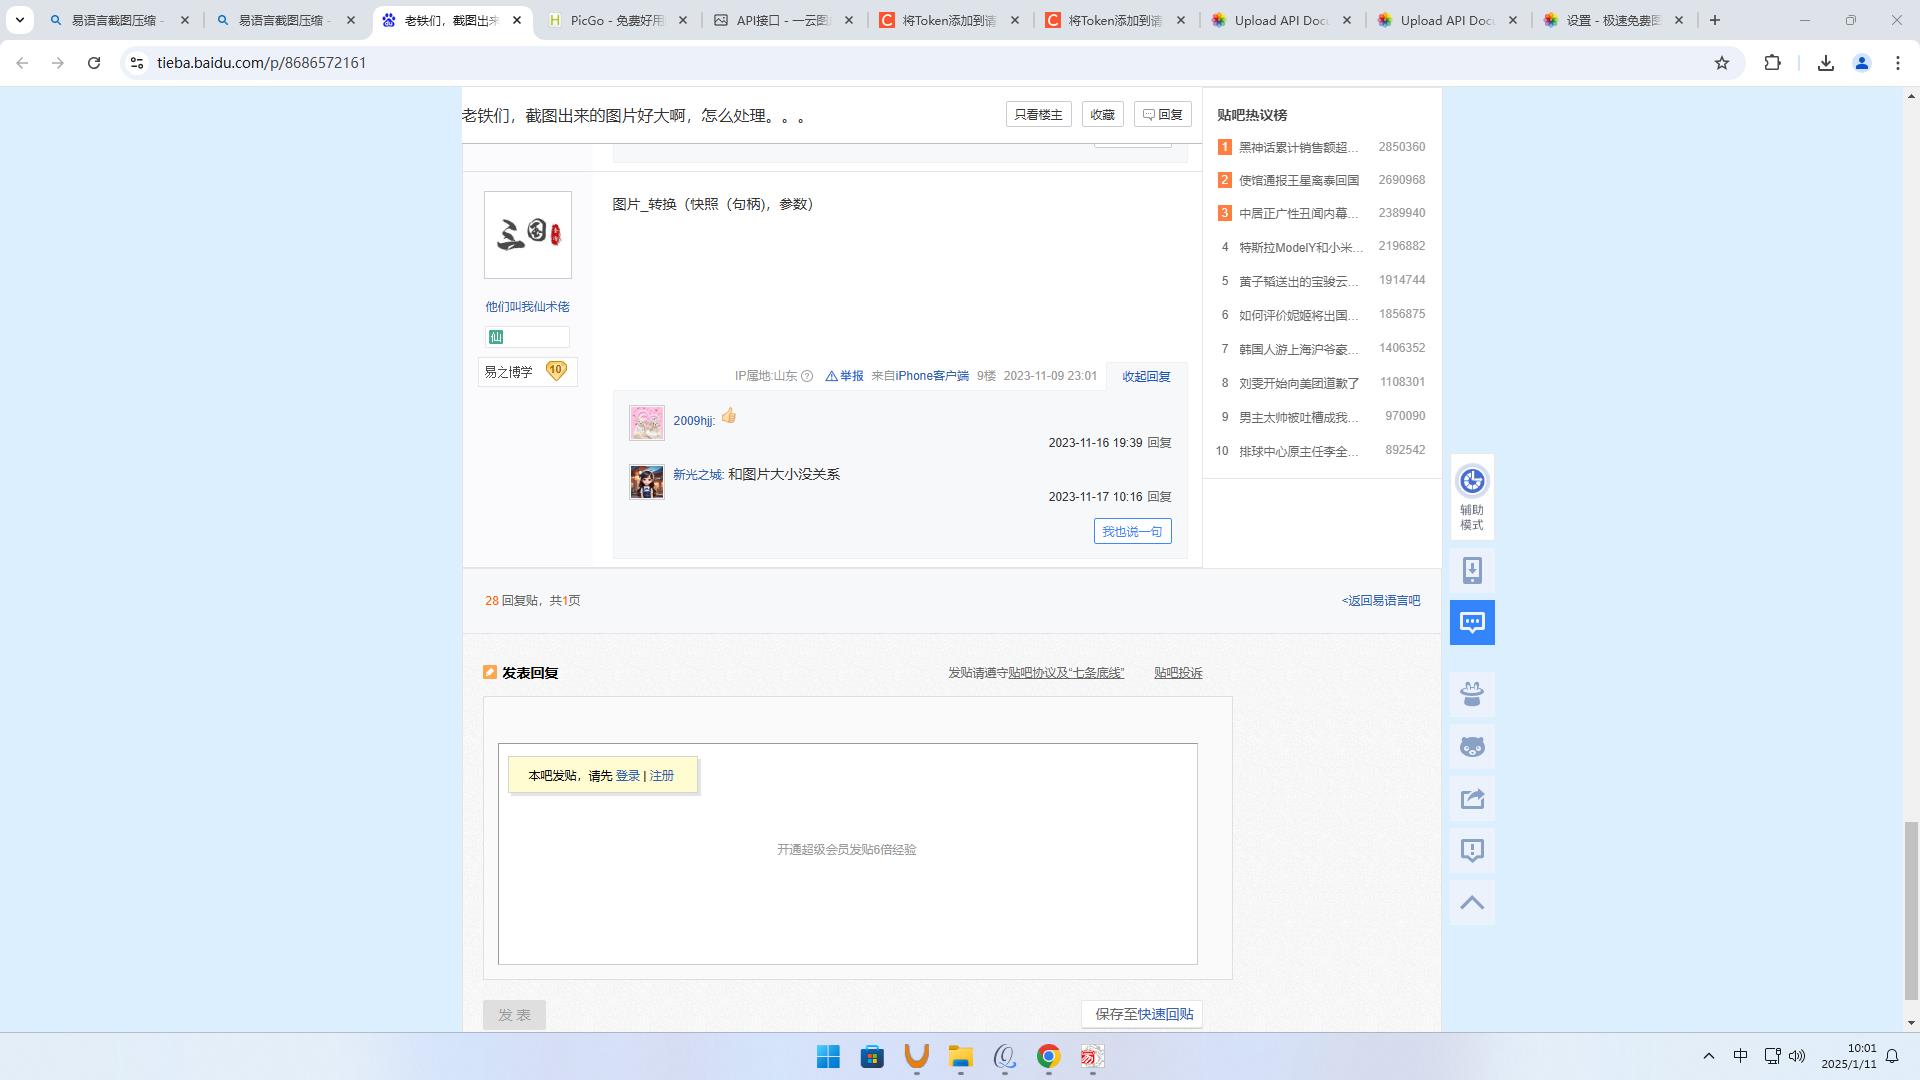 易语言截图压缩 -
易语言截图压缩 -
老铁们，截图出来
PicGo - 免费好用
API接口 - 一云图
将Token添加到请
将Token添加到请
Upload API Docu
Upload API Docu
设置 - 极速免费图
tieba.baidu.com/p/8686572161
老铁们，截图出来的图片好大啊，怎么处理。。。
只看楼主
收藏
回复
三国
图片_转换（快照（句柄)，参数）
他们叫我仙术佬
仙
易之博学 10
IP属地:山东 举报 来自iPhone客户端 9楼 2023-11-09 23:01 收起回复
2009hjj:
2023-11-16 19:39 回复
新光之城: 和图片大小没关系
2023-11-17 10:16 回复
我也说一句
贴吧热议榜
1 黑神话累计销售额超... 2850360
2 使馆通报王星离泰回国 2690968
3 中居正广性丑闻内幕... 2389940
4 特斯拉ModelY和小米... 2196882
5 黄子韬送出的宝骏云... 1914744
6 如何评价妮姬将出国... 1856875
7 韩国人游上海沪爷豪... 1406352
8 刘雯开始向美团道歉了 1108301
9 男主太帅被吐槽成我... 970090
10 排球中心原主任李全... 892542
辅助
模式
28 回复贴，共1页
<返回易语言吧
发表回复
发贴请遵守贴吧协议及“七条底线”
贴吧投诉
本吧发贴，请先 登录 | 注册
开通超级会员发贴6倍经验
发 表
保存至快速回贴
中
10:01
2025/1/11